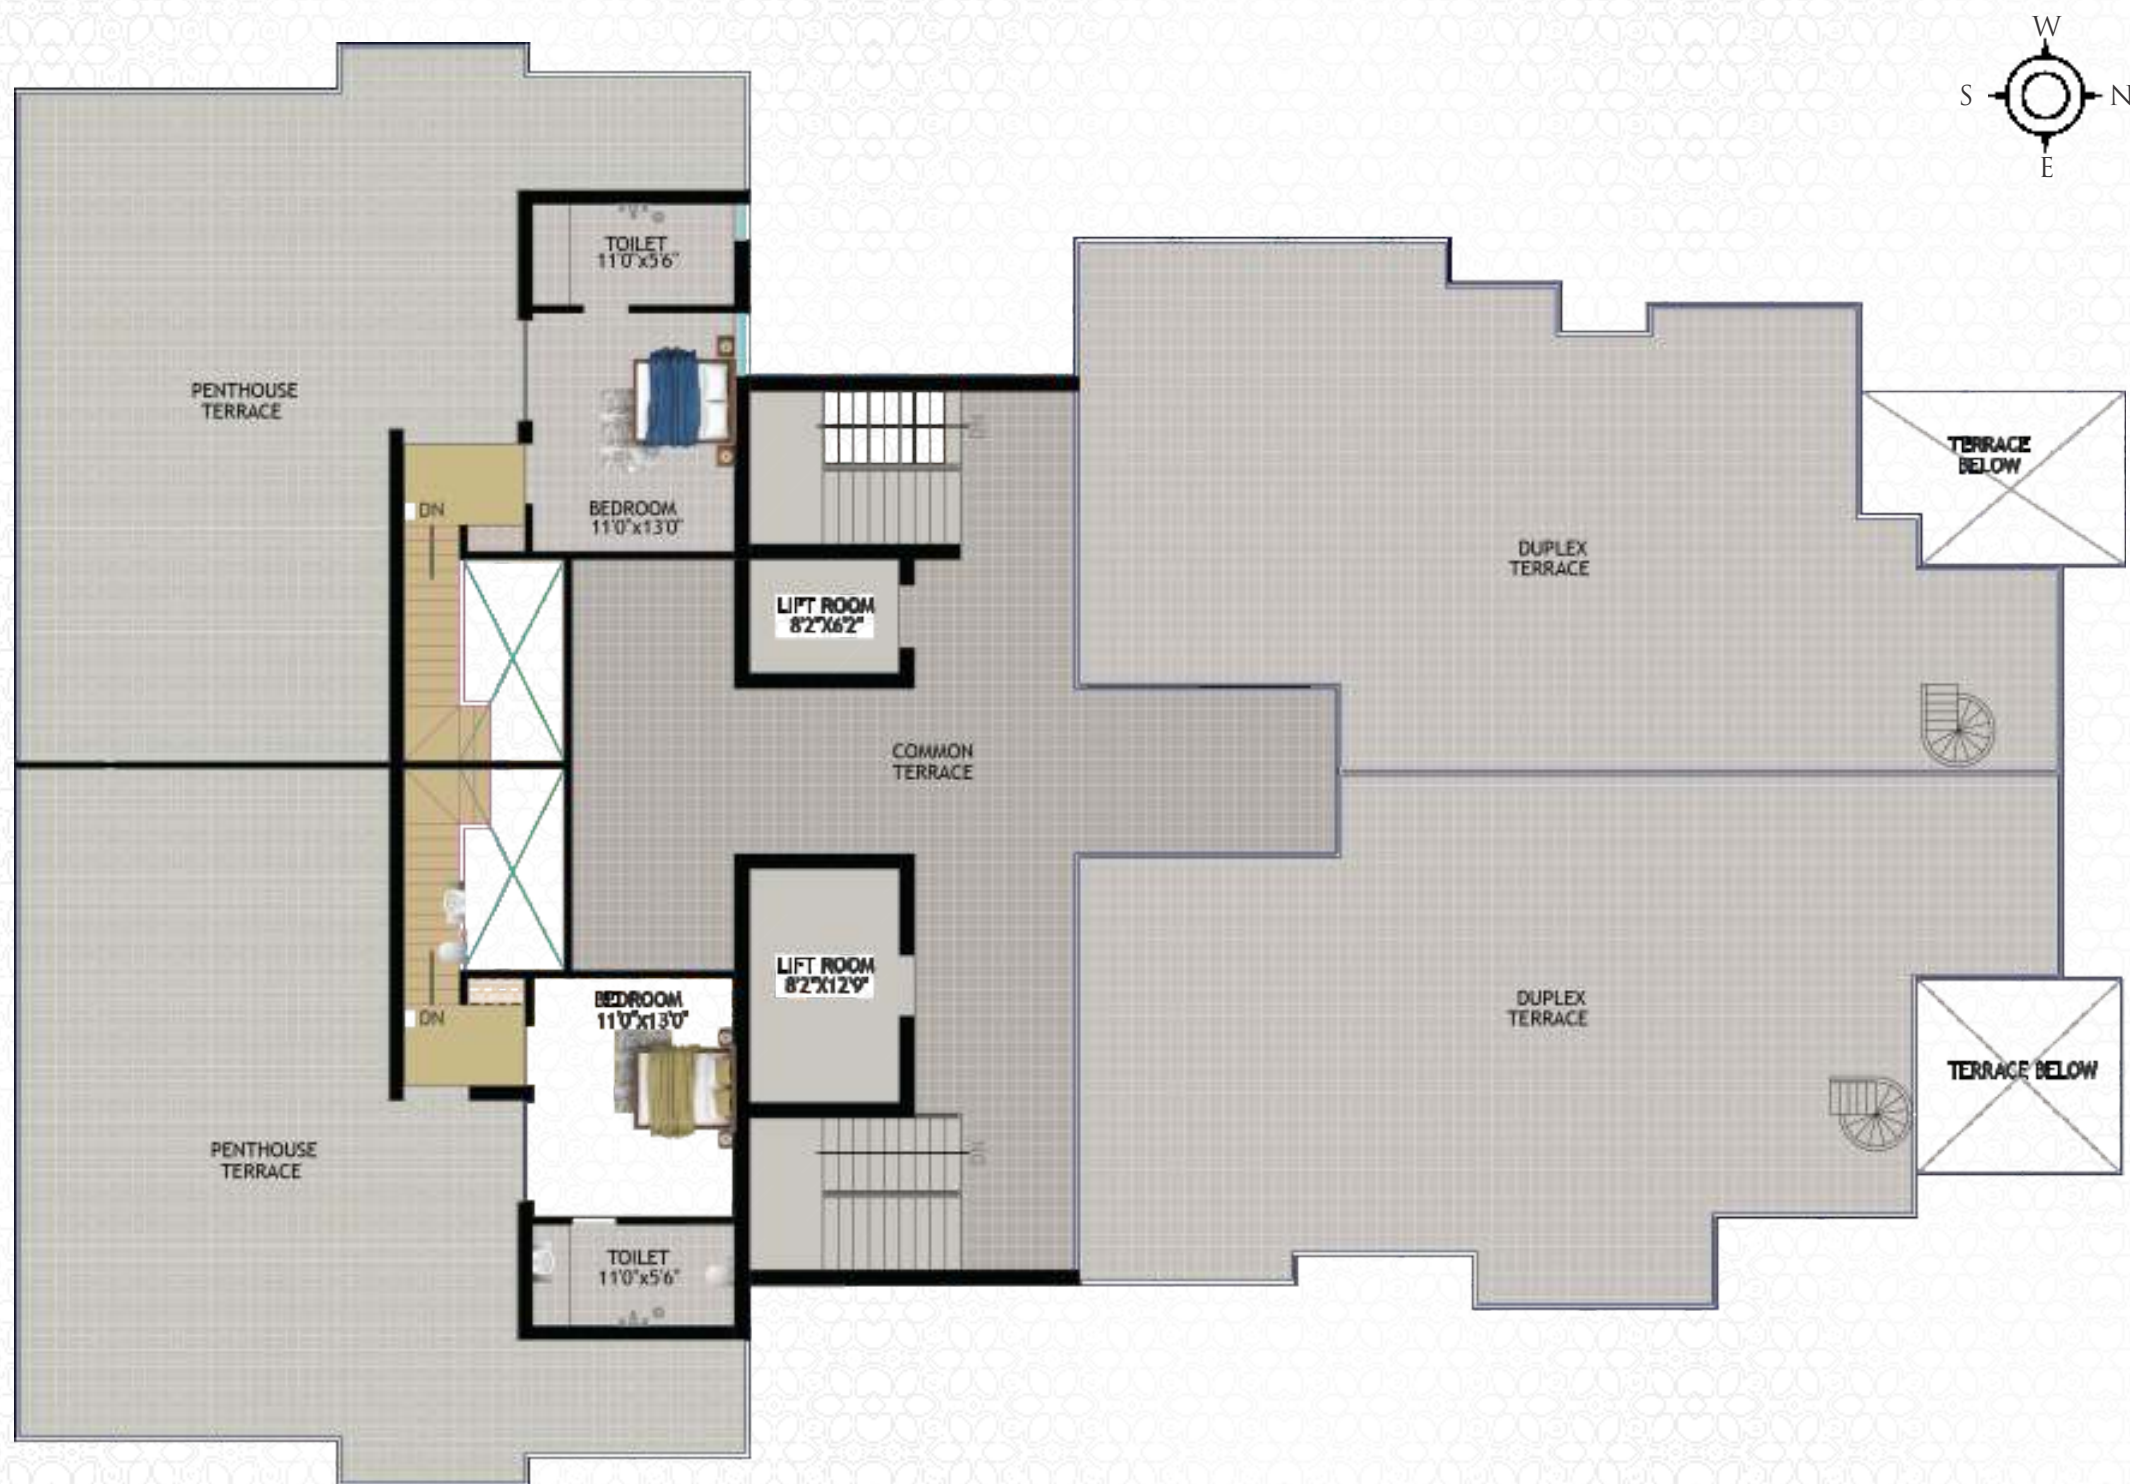 W
S
N
E
TOILET
11'0"x5'6"
PENTHOUSE
TERRACE
BEDROOM
11'0"x13'0"
DN
DN
TERRACE
BELOW
DUPLEX
TERRACE
LIFT ROOM
8'2"X6'2"
COMMON
TERRACE
LIFT ROOM
8'2"X12'9"
BEDROOM
11'0"x13'0"
DN
DN
DUPLEX
TERRACE
TERRACE BELOW
PENTHOUSE
TERRACE
TOILET
11'0"x5'6"